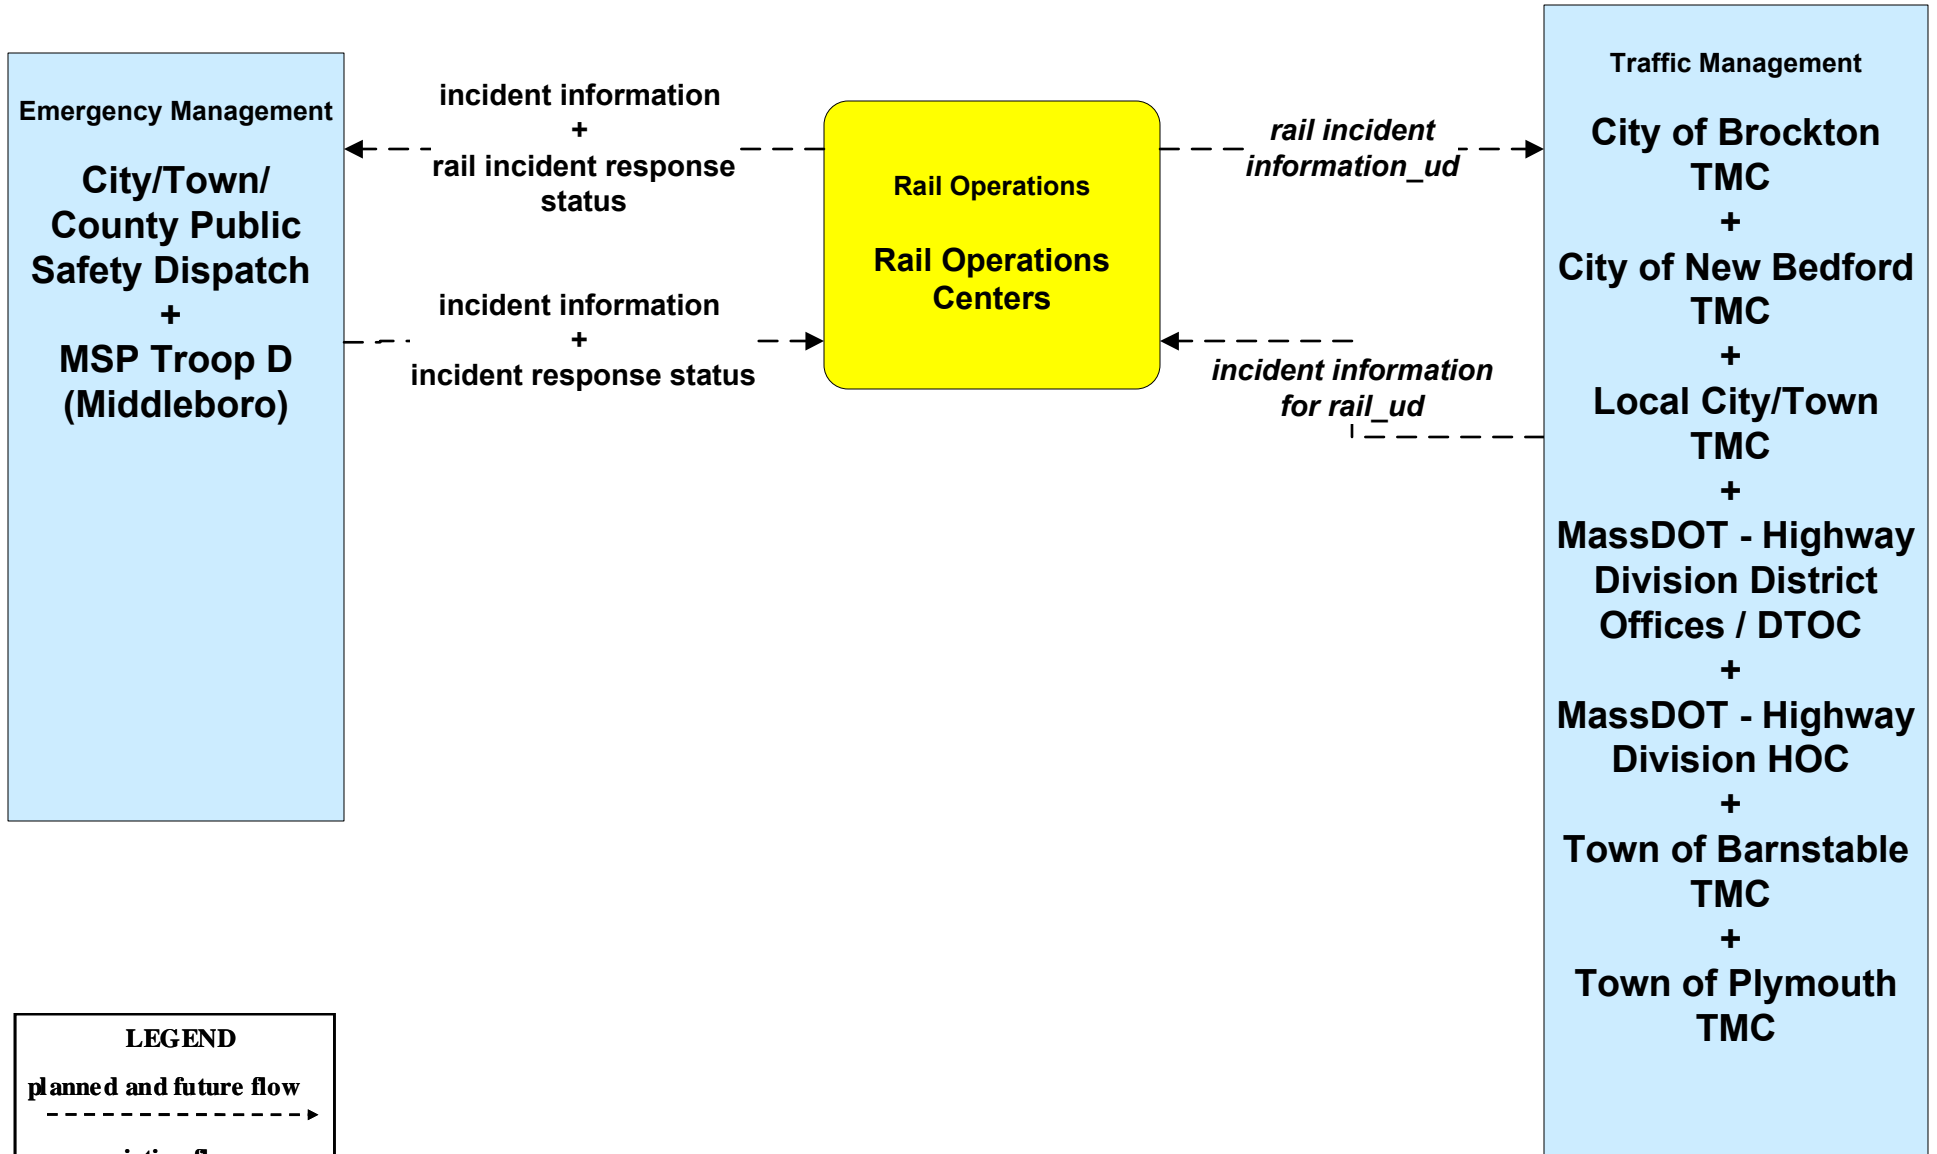 Emergency Management
City/Town/
County Public
Safety Dispatch
+
MSP Troop D
(Middleboro)
incident information
+
rail incident response
status
incident information
+
incident response status
Rail Operations
Rail Operations
Centers
rail incident
information_ud
incident information
for rail_ud
Traffic Management
City of Brockton
TMC
+
City of New Bedford
TMC
+
Local City/Town
TMC
+
MassDOT - Highway
Division District
Offices / DTOC
+
MassDOT - Highway
Division HOC
+
Town of Barnstable
TMC
+
Town of Plymouth
TMC
LEGEND
planned and future flow